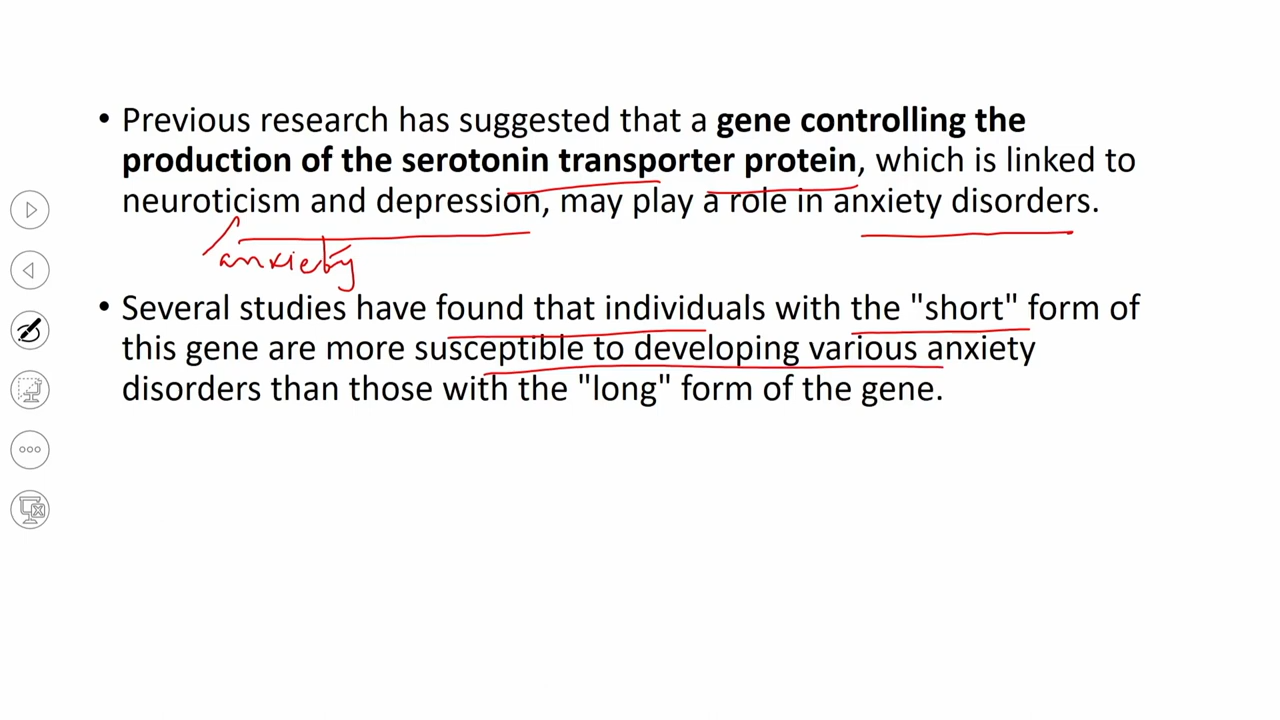 • Previous research has suggested that a gene controlling the
production of the serotonin transporter protein, which is linked to
neuroticism and depression, may play a role in anxiety disorders.
anxiety
• Several studies have found that individuals with the "short" form of
this gene are more susceptible to developing various anxiety
disorders than those with the "long" form of the gene.